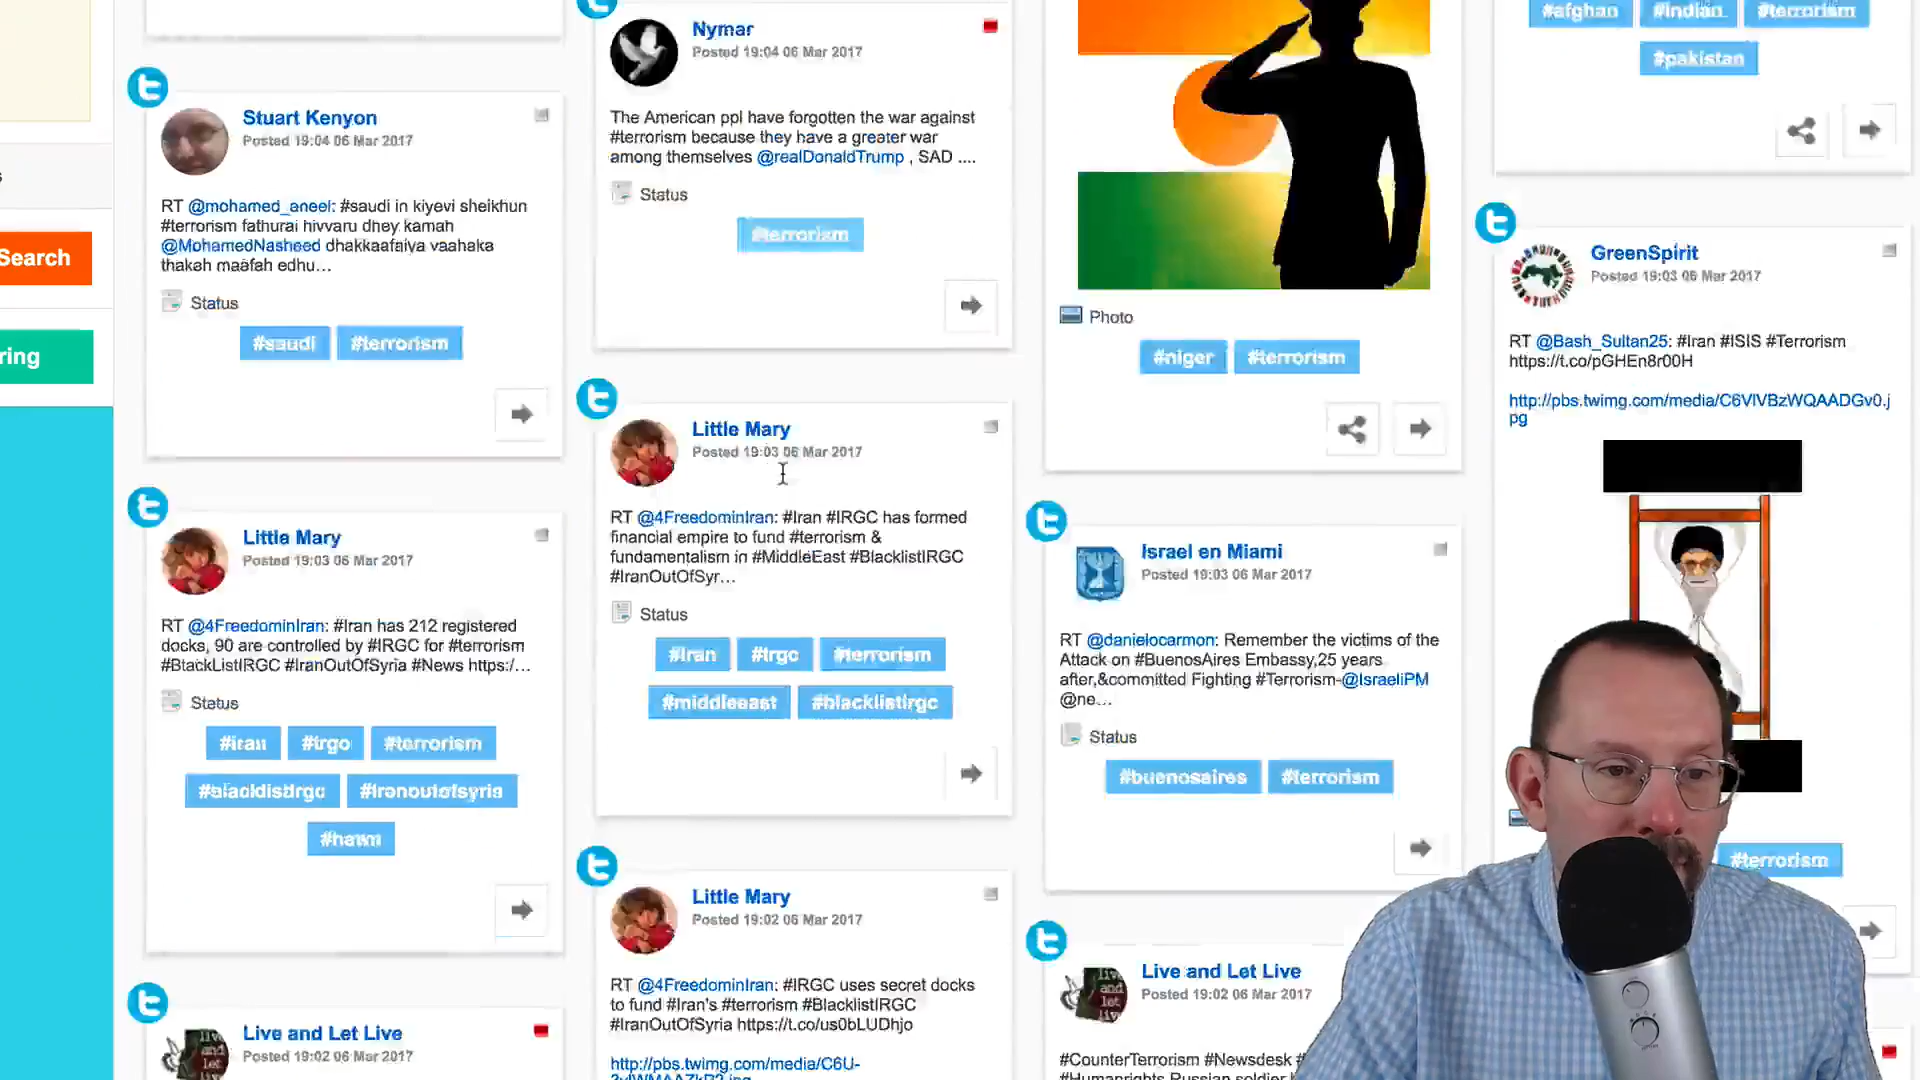 Search
ring
Stuart Kenyon
Posted 19:04 06 Mar 2017
RT @mohamed_aneel: #saudi in kiyevi sheikhun
#terrorism fathurai hivvaru dhey kamah
@MohamedNasheed dhakkaafaiya vaahaka
thakah maafah edhu...
Status
#saudi #terrorism
Little Mary
Posted 19:03 06 Mar 2017
RT @4FreedominIran: #Iran has 212 registered
docks, 90 are controlled by #IRGC for #terrorism
#BlackListIRGC #IranOutOfSyria #News https:/...
Status
#iran #terrorism
#iranoutofsyria
Live and Let Live
Posted 19:02 06 Mar 2017
Nymar
Posted 19:04 06 Mar 2017
The American ppl have forgotten the war against
#terrorism because they have a greater war
among themselves @realDonaldTrump , SAD ....
Status
#terrorism
Little Mary
Posted 19:03 06 Mar 2017
RT @4FreedominIran: #Iran #IRGC has formed
financial empire to fund #terrorism &
fundamentalism in #MiddleEast #BlacklistIRGC
#IranOutOfSyr...
Status
#iran #irgc #terrorism
#middleeast #blacklistirgc
Little Mary
Posted 19:02 06 Mar 2017
RT @4FreedominIran: #IRGC uses secret docks
to fund #Iran's #terrorism #BlacklistIRGC
#IranOutOfSyria https://t.co/us0bLUDhjo
http://pbs.twimg.com/media/C6U-
Photo
#niger #terrorism
Israel en Miami
Posted 19:03 06 Mar 2017
RT @danielocarmon: Remember the victims of the
Attack on #BuenosAires Embassy,25 years
after,&committed Fighting #Terrorism-@IsraeliPM
@ne...
Status
#buenosaires #terrorism
Live and Let Live
live
and
let
Posted 19:02 06 Mar 2017
#CounterTerrorism #Newsdesk #
#Humanrights Russian soldier
#afghan #indian #terrorism
#pakistan
GreenSpirit
Posted 19:03 06 Mar 2017
RT @Bash_Sultan25: #Iran #ISIS #Terrorism
https://t.co/pGHEn8r00H
http://pbs.twimg.com/media/C6VIVBzWQAADGv0.j
pg
#terrorism